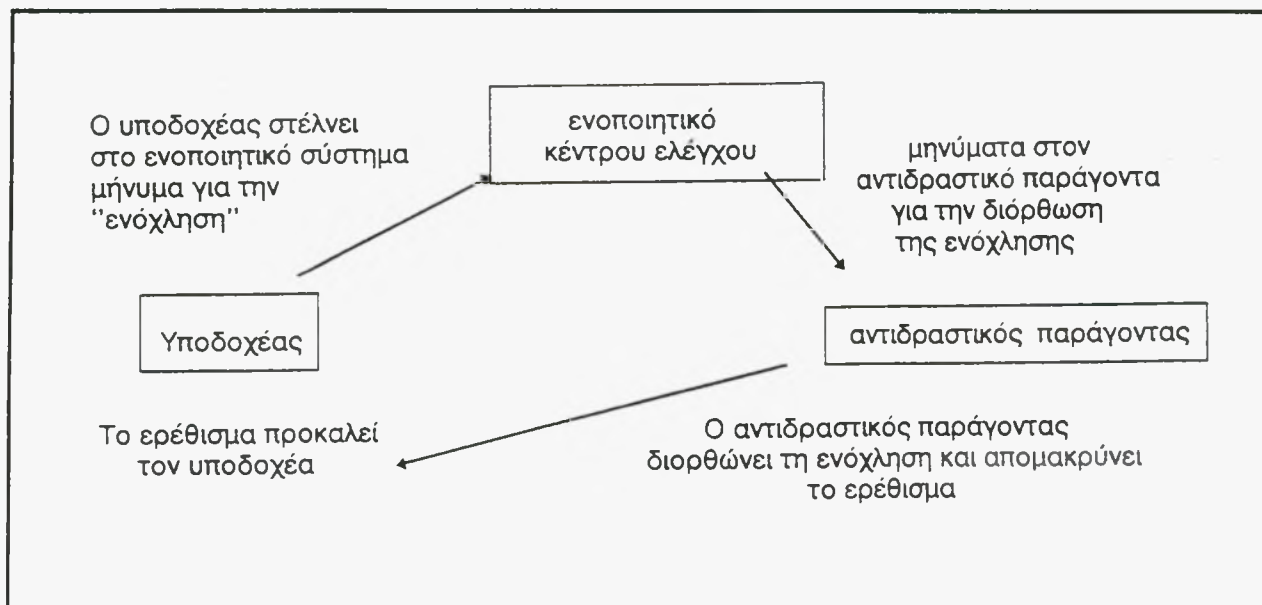 Ο υποδοχέας στέλνει
στο ενοποιητικό σύστημα
μήνυμα για την
"ενόχληση"
ενοποιητικό
κέντρου ελέγχου
μηνύματα στον
αντιδραστικό παράγοντα
για την διόρθωση
της ενόχλησης
Υποδοχέας
αντιδραστικός παράγοντας
Το ερέθισμα προκαλεί
τον υποδοχέα
Ο αντιδραστικός παράγοντας
διορθώνει τη ενόχληση και απομακρύνει
το ερέθισμα